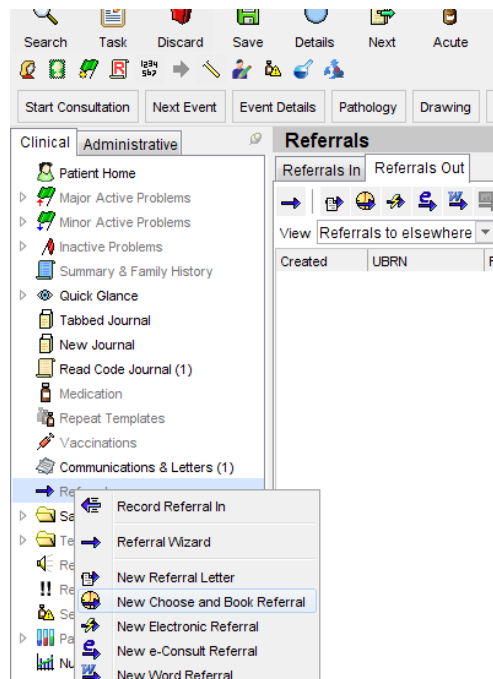 Search Task Discard Save Details Next Acute
Start Consultation Next Event Event Details Pathology Drawing
Clinical Administrative
Referrals
Referrals In Referrals Out
View Referrals to elsewhere
Created UBRN
Patient Home
Major Active Problems
Minor Active Problems
Inactive Problems
Summary & Family History
Quick Glance
Tabbed Journal
New Journal
Read Code Journal (1)
Medication
Repeat Templates
Vaccinations
Communications & Letters (1)
Record Referral In
Referral Wizard
New Referral Letter
New Choose and Book Referral
New Electronic Referral
New e-Consult Referral
New Word Referral